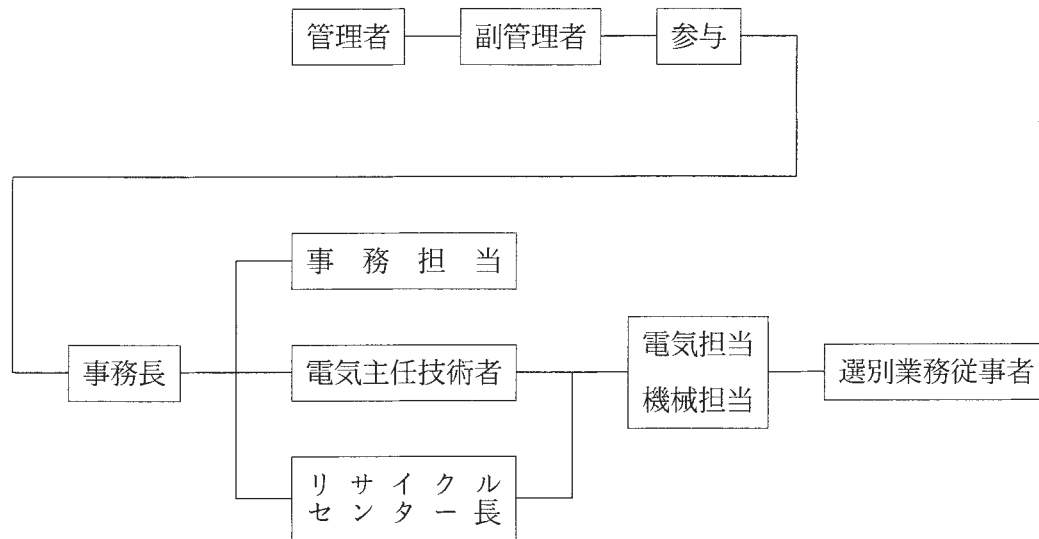 管理者 副管理者 参与
事務担当
事務長 電気主任技術者 電気担当 選別業務従事者
機械担当
リサイクル
センター長